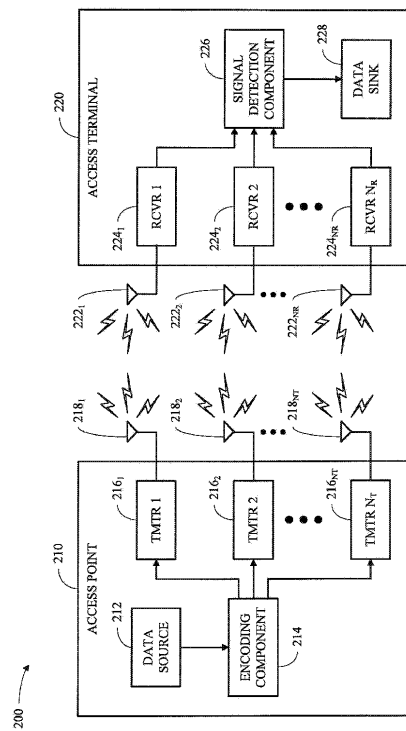 200
210
ACCESS POINT
212
DATA
SOURCE
ENCODING
COMPONENT
214
216₁
TMTR 1
216₂
TMTR 2
216NT
TMTR NT
218₁
218₂
218NT
222₁
222₂
222NR
220
ACCESS TERMINAL
RCVR 1
224₁
RCVR 2
224₂
RCVR NR
224NR
226
SIGNAL
DETECTION
COMPONENT
228
DATA
SINK